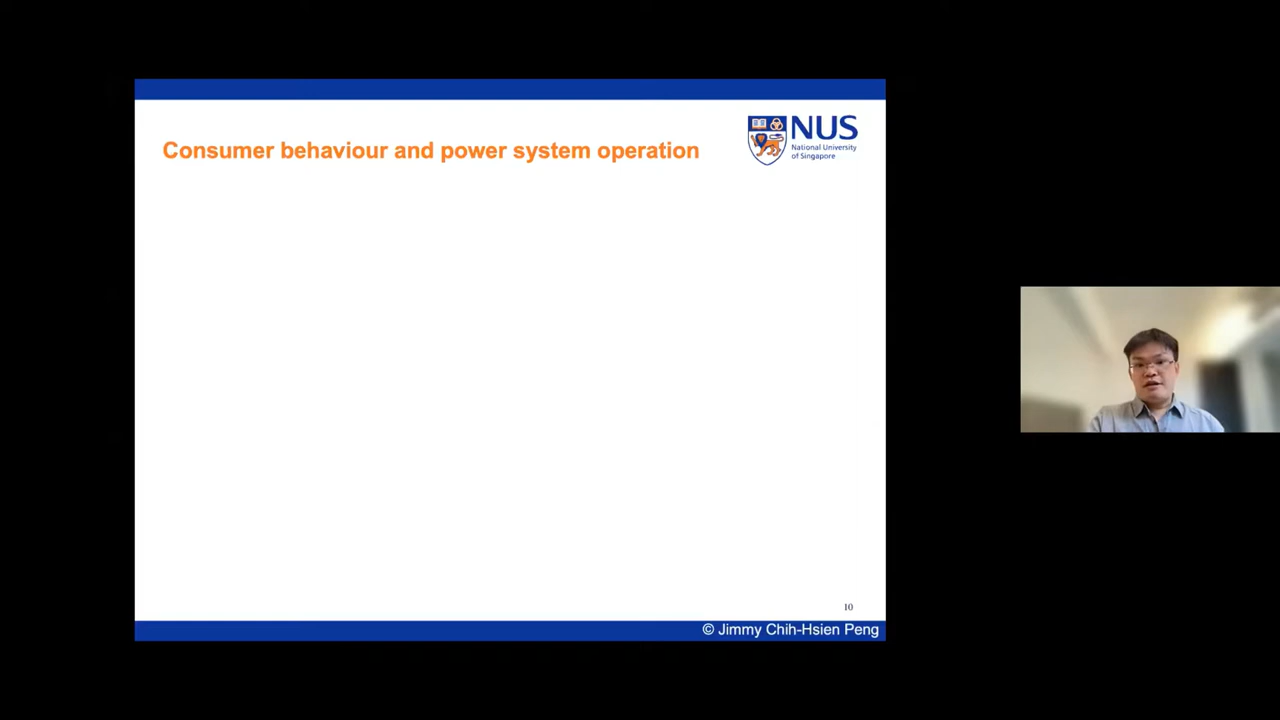 Consumer behaviour and power system operation
NUS
National University
of Singapore
10
© Jimmy Chih-Hsien Peng